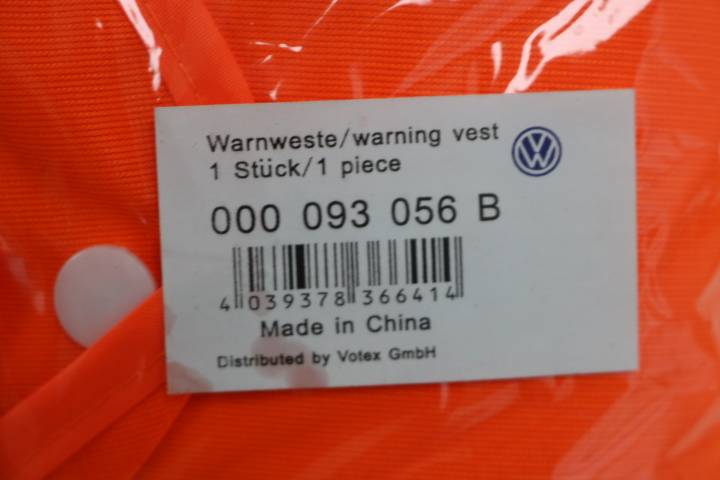 Warnweste/warning vest
1 Stück/1 piece
000 093 056 B
4 039378 366414
Made in China
Distributed by Votex GmbH